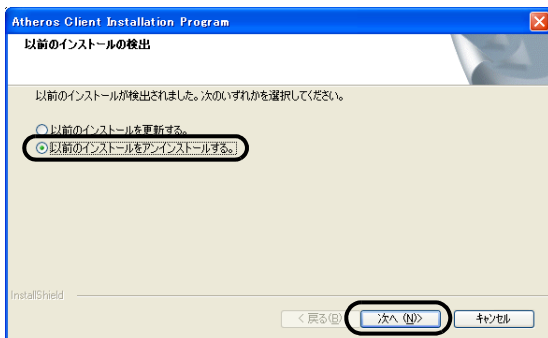 Atheros Client Installation Program
以前のインストールの検出
以前のインストールが検出されました。次のいずれかを選択してください。
以前のインストールを更新する。
以前のインストールをアンインストールする。
InstallShield
< 戻る(B)
次へ (N)>
キャンセル